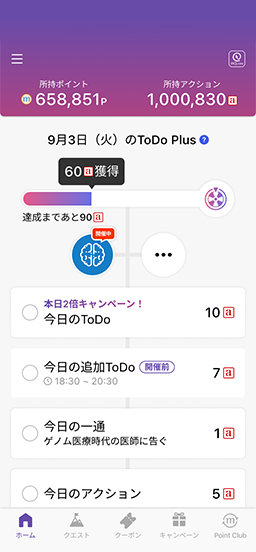 所持ポイント
所持アクション
m 658,851P
1,000,830 a
9月3日（火）のToDo Plus ?
60 a 獲得
達成まであと90 a
開催中
本日2倍キャンペーン！
今日のToDo
10 a
今日の追加ToDo 開催前
18:30 ~ 20:30
7 a
今日の一通
ゲノム医療時代の医師に告ぐ
1 a
今日のアクション
5 a
ホーム
クエスト
クーポン
キャンペーン
Point Club